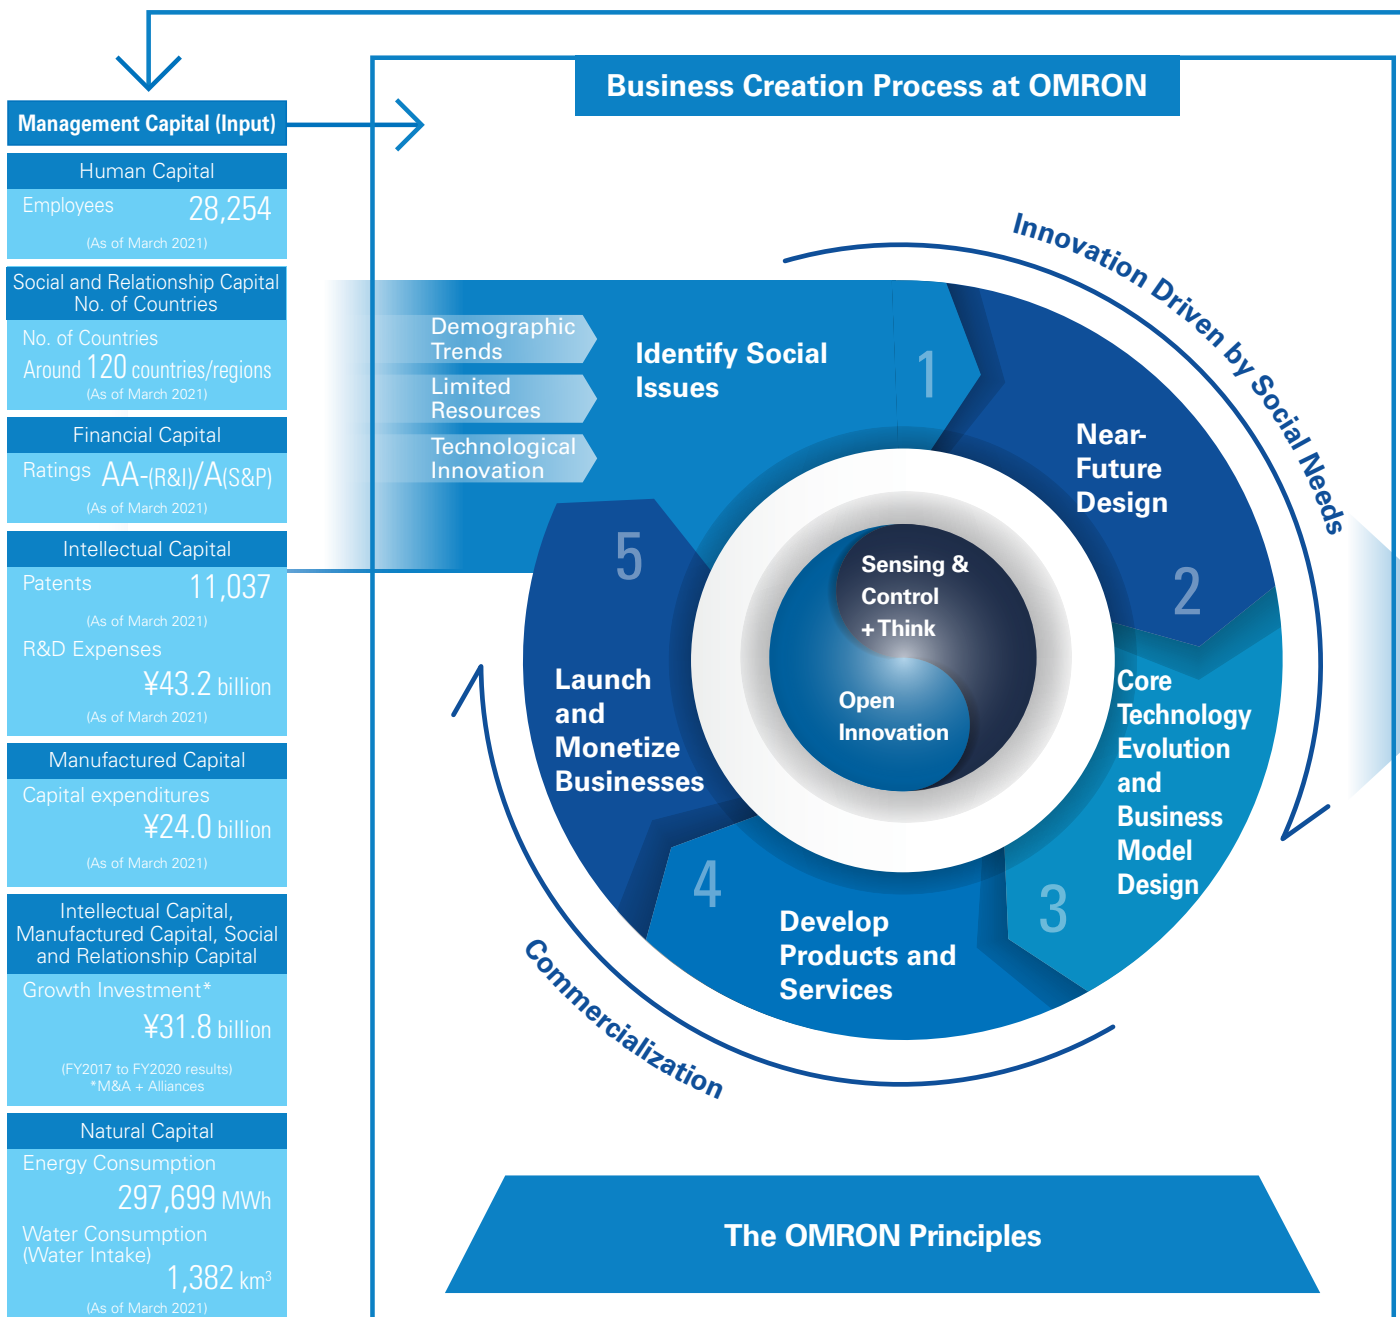 Business Creation Process at OMRON
Management Capital (Input)
Human Capital
Employees 28,254
(As of March 2021)
Social and Relationship Capital
No. of Countries
No. of Countries
Around 120 countries/regions
(As of March 2021)
Financial Capital
Ratings AA-(R&I)/A(S&P)
(As of March 2021)
Intellectual Capital
Patents 11,037
(As of March 2021)
R&D Expenses
¥43.2 billion
(As of March 2021)
Manufactured Capital
Capital expenditures
¥24.0 billion
(As of March 2021)
Intellectual Capital,
Manufactured Capital, Social
and Relationship Capital
Growth Investment*
¥31.8 billion
(FY2017 to FY2020 results)
*M&A + Alliances
Natural Capital
Energy Consumption
297,699 MWh
Water Consumption
(Water Intake)
1,382 km³
(As of March 2021)
Demographic
Trends
Limited
Resources
Technological
Innovation
Identify Social
Issues
1
Innovation Driven by Social Needs
Near-
Future
Design
2
Core
Technology
Evolution
and
Business
Model
Design
3
Develop
Products and
Services
4
Commercialization
Launch
and
Monetize
Businesses
5
Sensing &
Control
+Think
Open
Innovation
The OMRON Principles